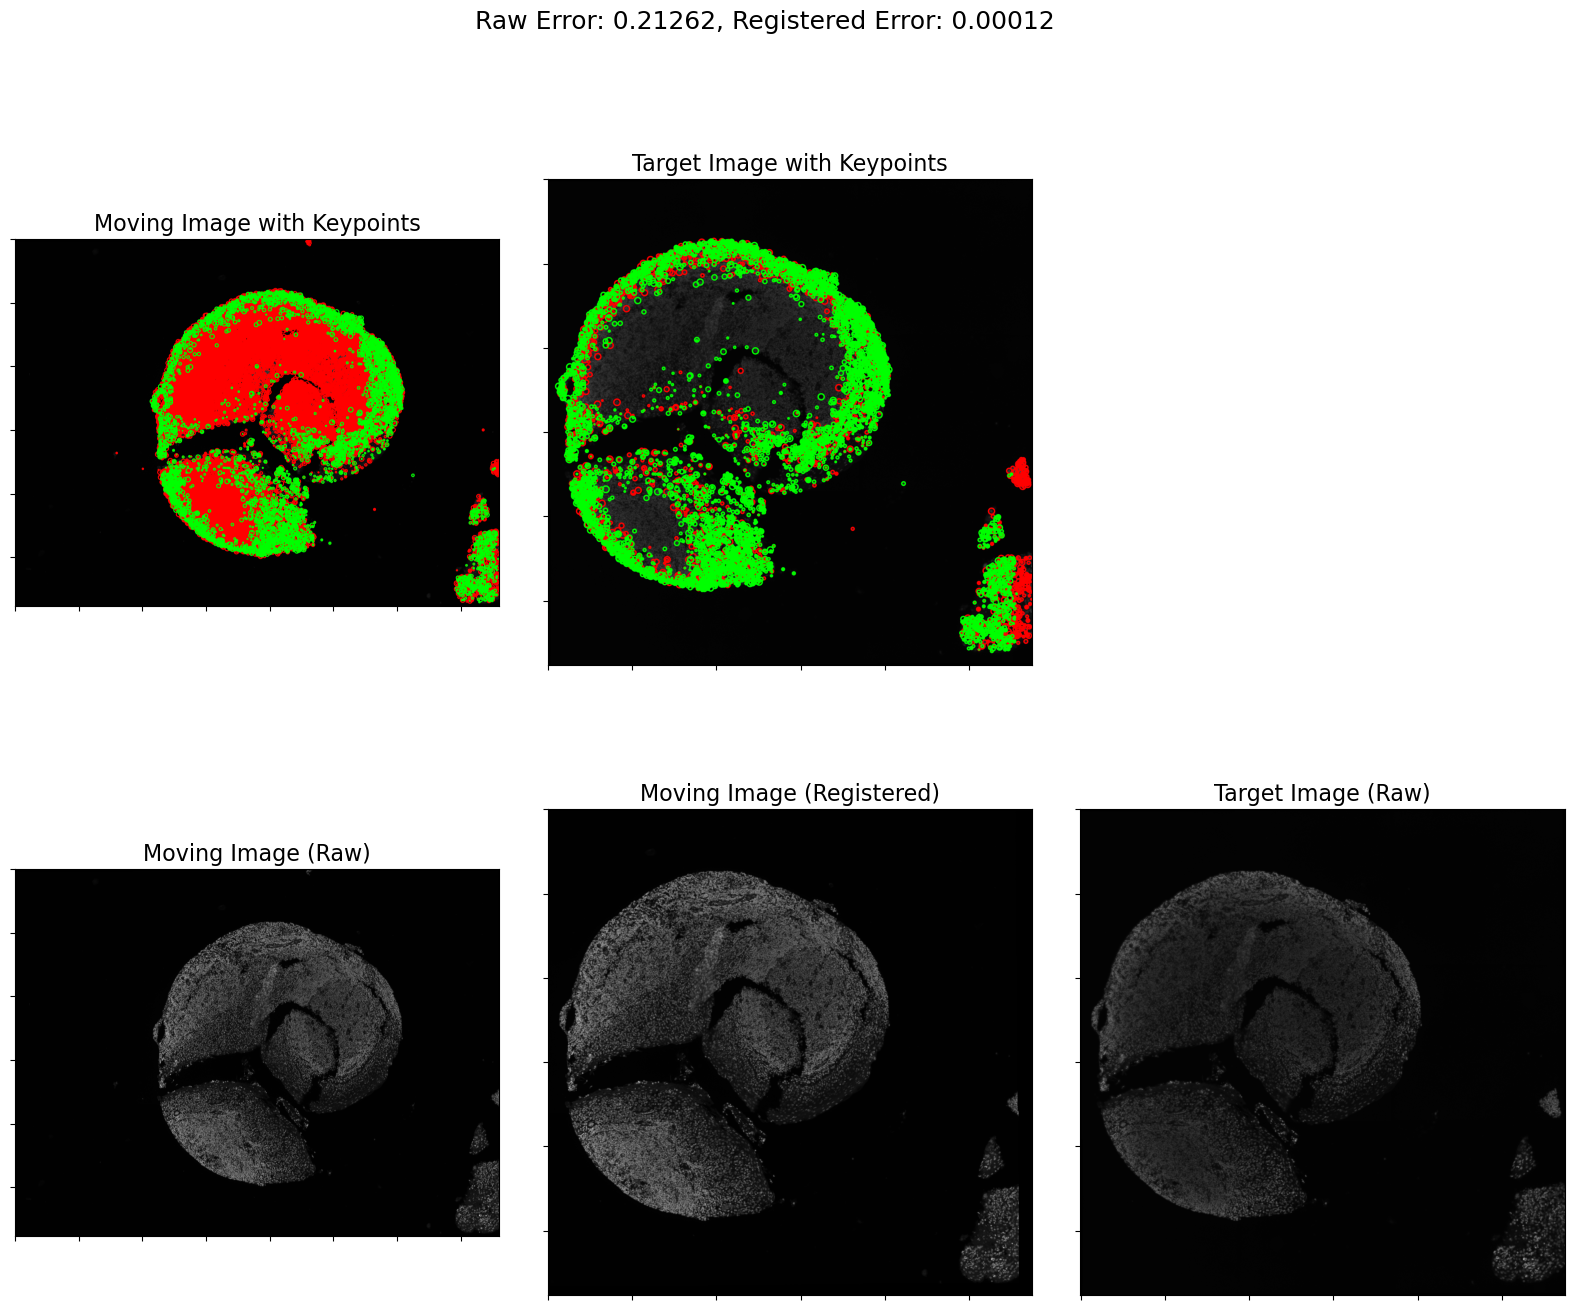 Raw Error: 0.21262, Registered Error: 0.00012
Target Image with Keypoints
Moving Image with Keypoints
Moving Image (Registered)
Target Image (Raw)
Moving Image (Raw)